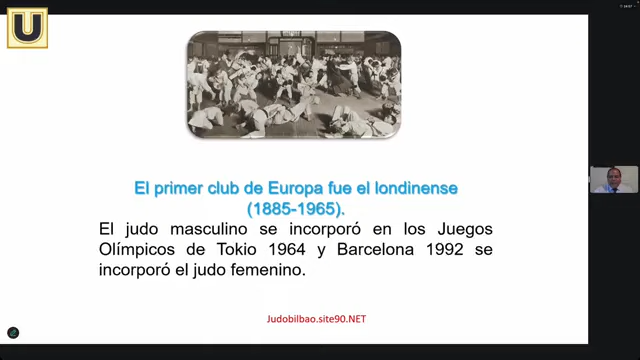 U
El primer club de Europa fue el londinense
(1885-1965).
El judo masculino se incorporó en los Juegos
Olímpicos de Tokio 1964 y Barcelona 1992 se
incorporó el judo femenino.
Judobilbao.site90.NET